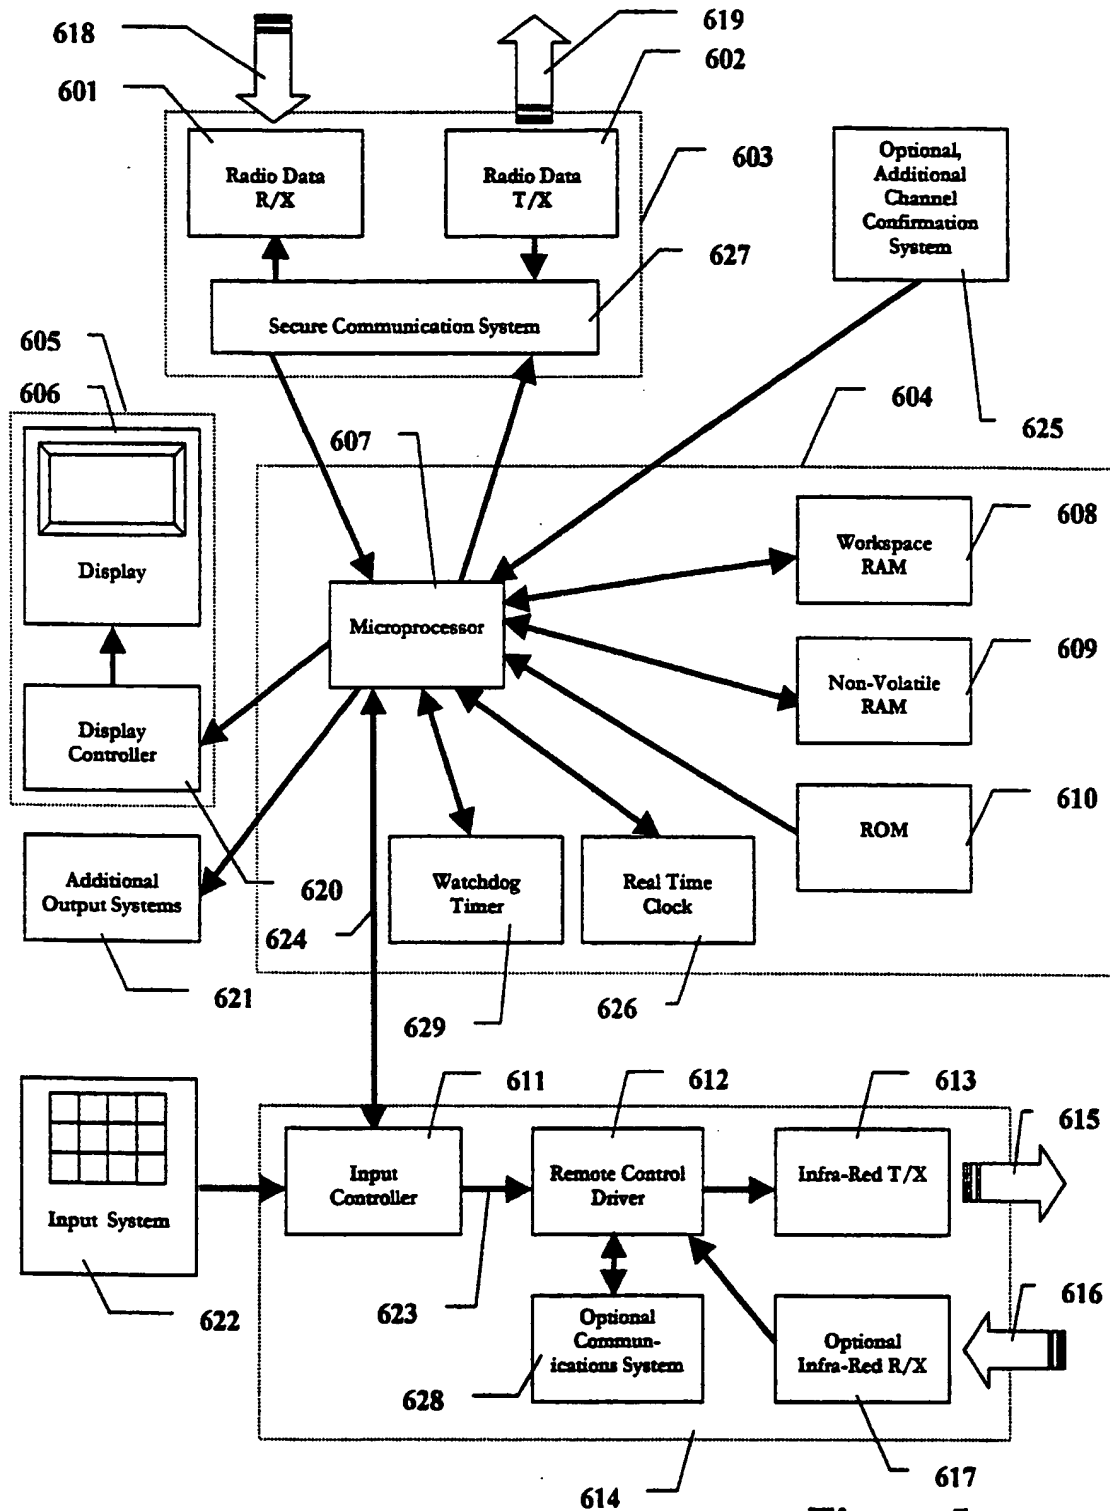 618
619
602
601
Radio Data
R/X
Radio Data
T/X
603
Optional,
Additional
Channel
Confirmation
System
627
Secure Communication System
605
606
604
625
607
608
Workspace
RAM
Display
Microprocessor
609
Non-Volatile
RAM
Display
Controller
610
ROM
Additional
Output Systems
620
624
Watchdog
Timer
Real Time
Clock
621
629
626
611
612
613
615
Input
Controller
Remote Control
Driver
Infra-Red T/X
Input System
622
623
616
Optional
Commun-
ications System
Optional
Infra-Red R/X
628
617
614